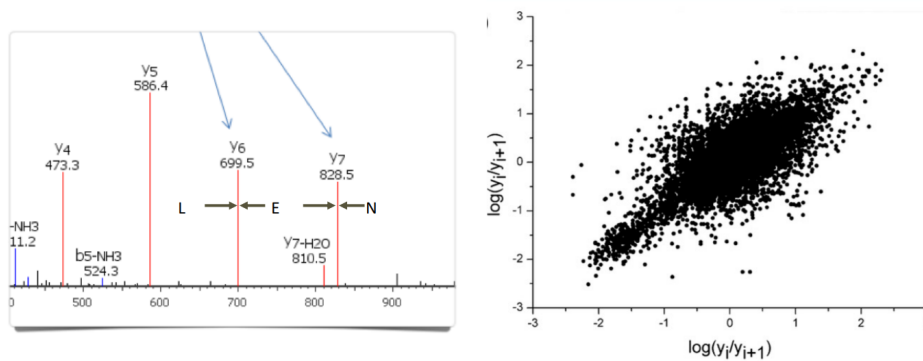 y5
586.4
y4
473.3
y6
699.5
y7
828.5
L
E
N
-NH3
11.2
b5-NH3
524.3
y7-H2O
810.5
0
500
600
700
800
900
)
log(yi/yi+1)
3
2
1
0
-1
-2
-3
-3
-2
-1
0
1
2
3
log(yi/yi+1)